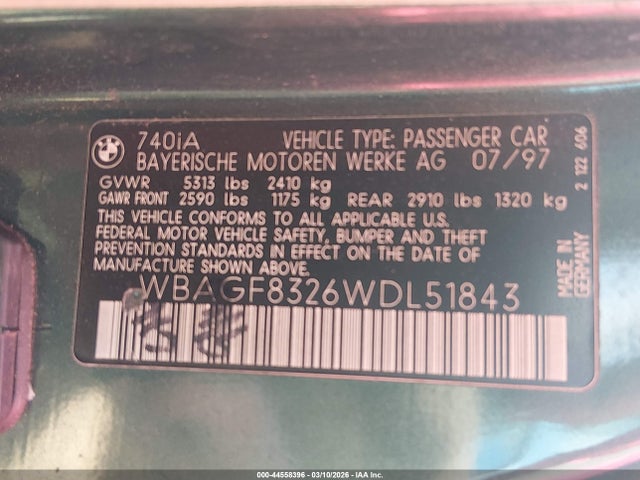 BMW
740iA VEHICLE TYPE: PASSENGER CAR
BAYERISCHE MOTOREN WERKE AG 07/97
GVWR 5313 lbs 2410 kg
GAWR FRONT 2590 lbs 1175 kg REAR 2910 lbs 1320 kg
THIS VEHICLE CONFORMS TO ALL APPLICABLE U.S.
FEDERAL MOTOR VEHICLE SAFETY, BUMPER AND THEFT
PREVENTION STANDARDS IN EFFECT ON THE DATE OF
MANUFACTURE SHOWN ABOVE.
WBAGF8326WDL51843
2 122 606
MADE IN
GERMANY
000-44558396 - 03/10/2026 - IAA Inc.